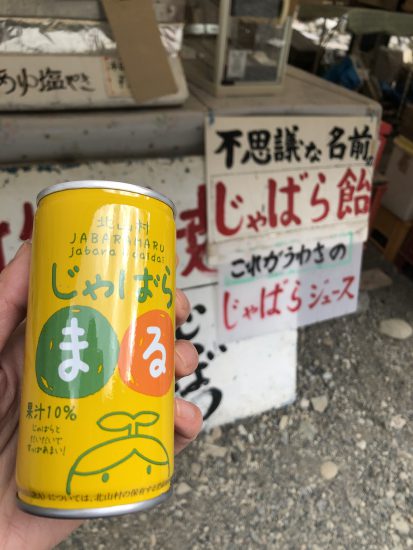 あゆ塩やき
不思議な名前の
じゃばら飴
これがうわさの
じゃばらジュース
北山村
JABARAMARU
jabara & daidai
じゃばら
まる
果汁10%
じゃばらと
だいだいで
すっぱあまい!